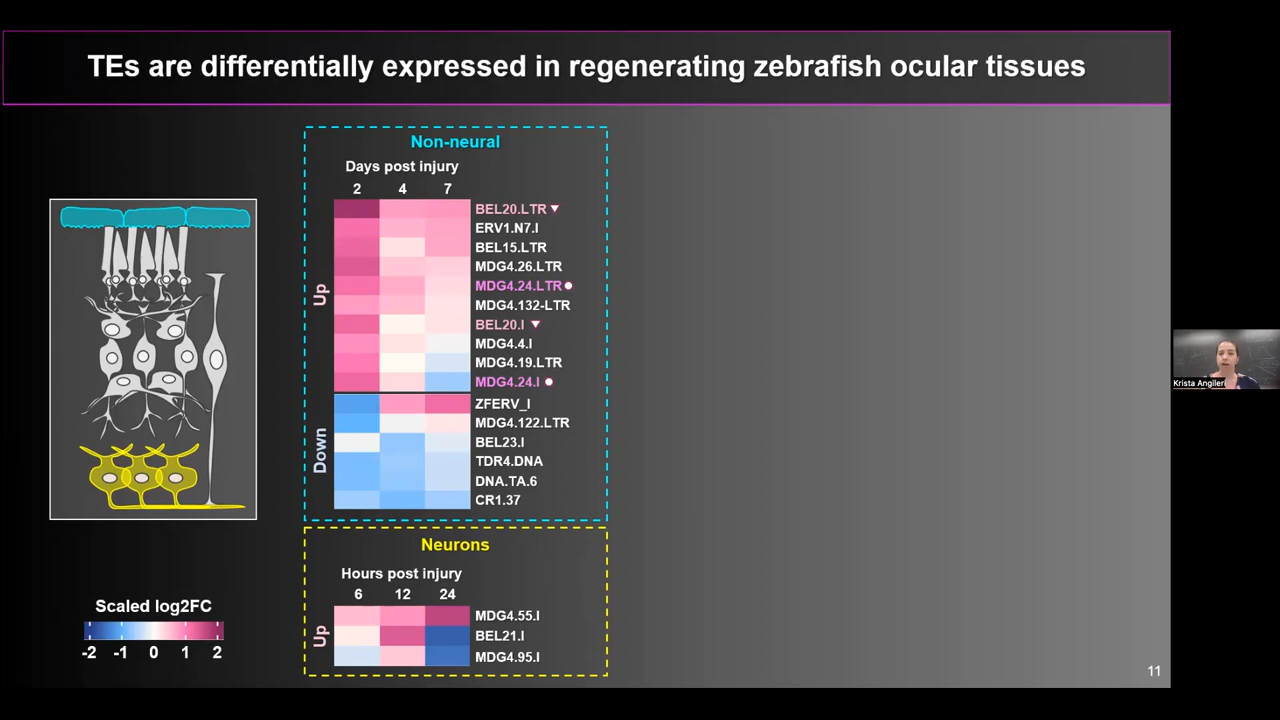 TEs are differentially expressed in regenerating zebrafish ocular tissues
Non-neural
Days post injury
2 4 7
Up
BEL20.LTR
ERV1.N7.I
BEL15.LTR
MDG4.26.LTR
MDG4.24.LTR
MDG4.132-LTR
BEL20.I
MDG4.4.I
MDG4.19.LTR
MDG4.24.I
Down
ZFERV_I
MDG4.122.LTR
BEL23.I
TDR4.DNA
DNA.TA.6
CR1.37
Neurons
Hours post injury
6 12 24
Up
MDG4.55.I
BEL21.I
MDG4.95.I
Scaled log2FC
-2 -1 0 1 2
11
Krista Angileri